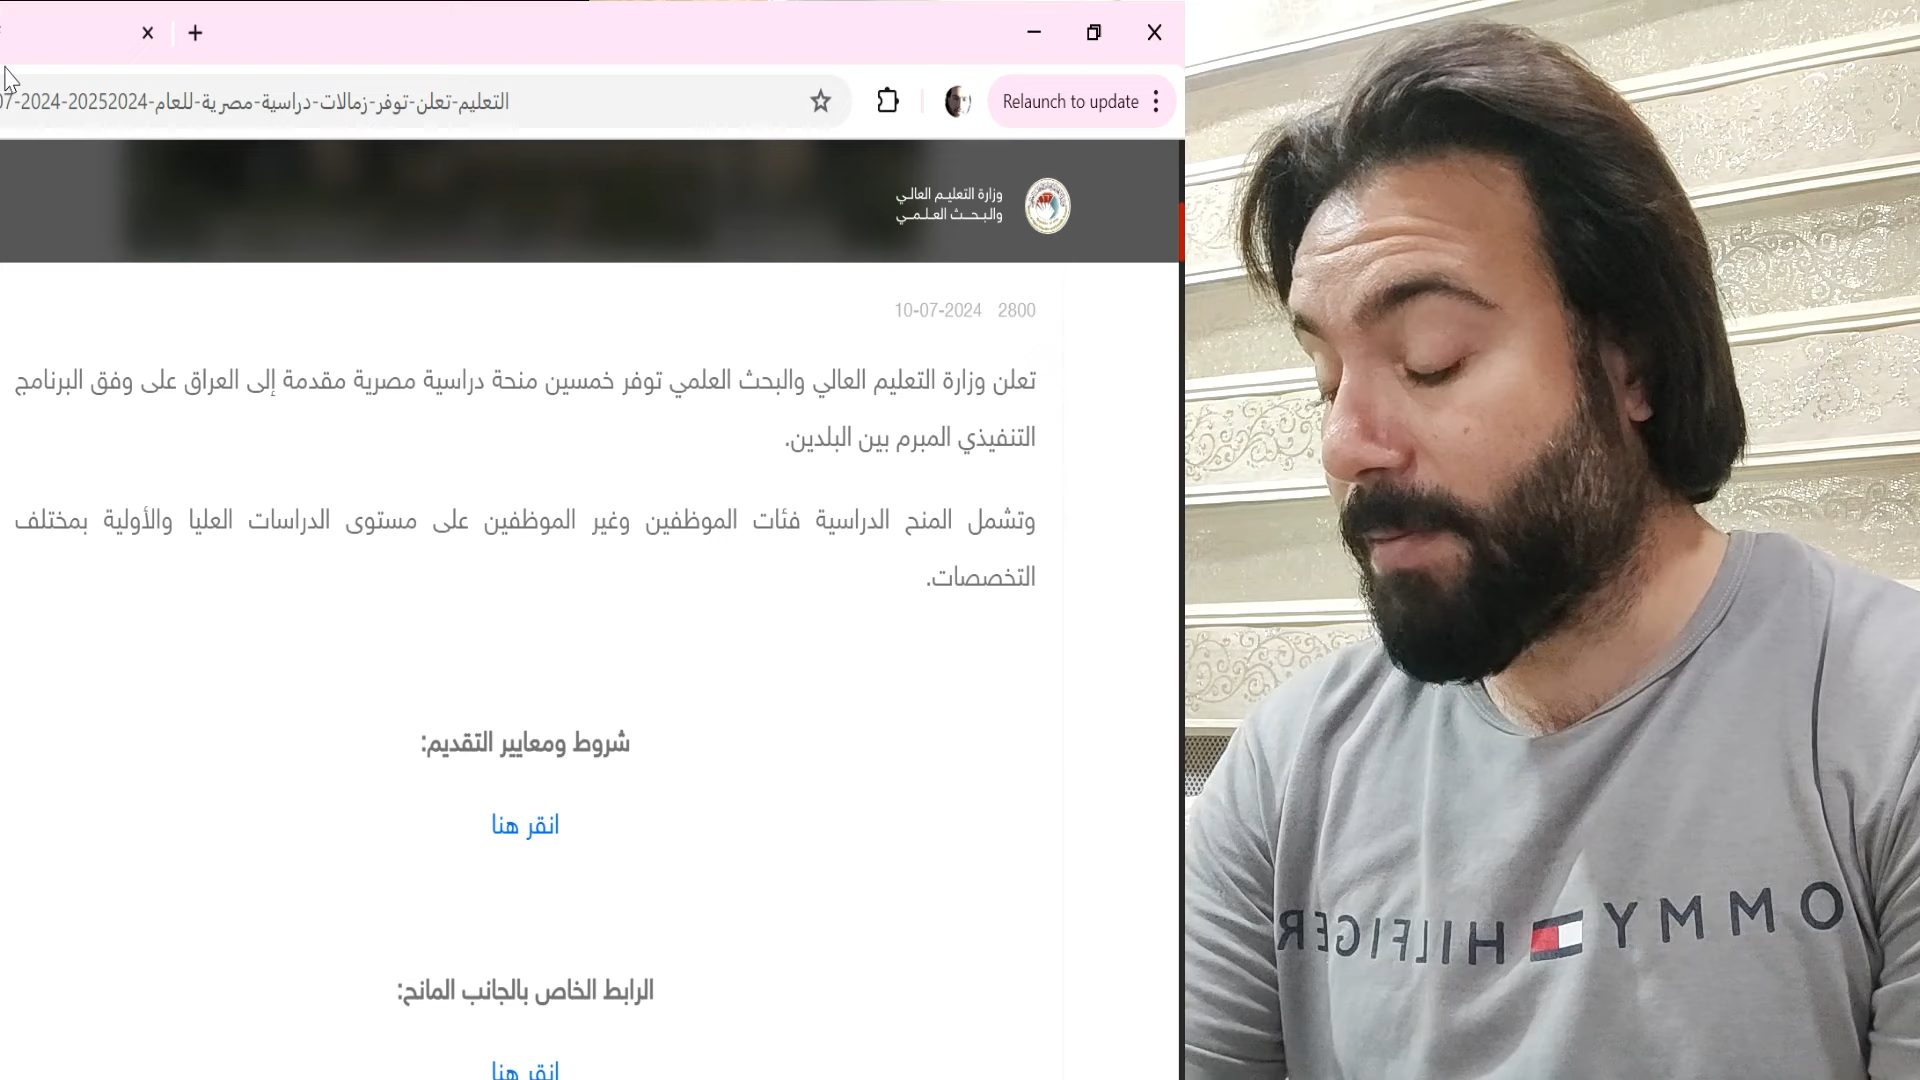 07-2024-20252024-التعليم-تعلن-توفر-زمالات-دراسية-مصرية-للعام
Relaunch to update
وزارة التعليم العالي
والبحث العلمي
10-07-2024 2800
تعلن وزارة التعليم العالي والبحث العلمي توفر خمسين منحة دراسية مصرية مقدمة إلى العراق على وفق البرنامج
التنفيذي المبرم بين البلدين.
وتشمل المنح الدراسية فئات الموظفين وغير الموظفين على مستوى الدراسات العليا والأولية بمختلف
التخصصات.
شروط ومعايير التقديم:
انقر هنا
الرابط الخاص بالجانب المانح:
انقر هنا
OMMY HILFIGER